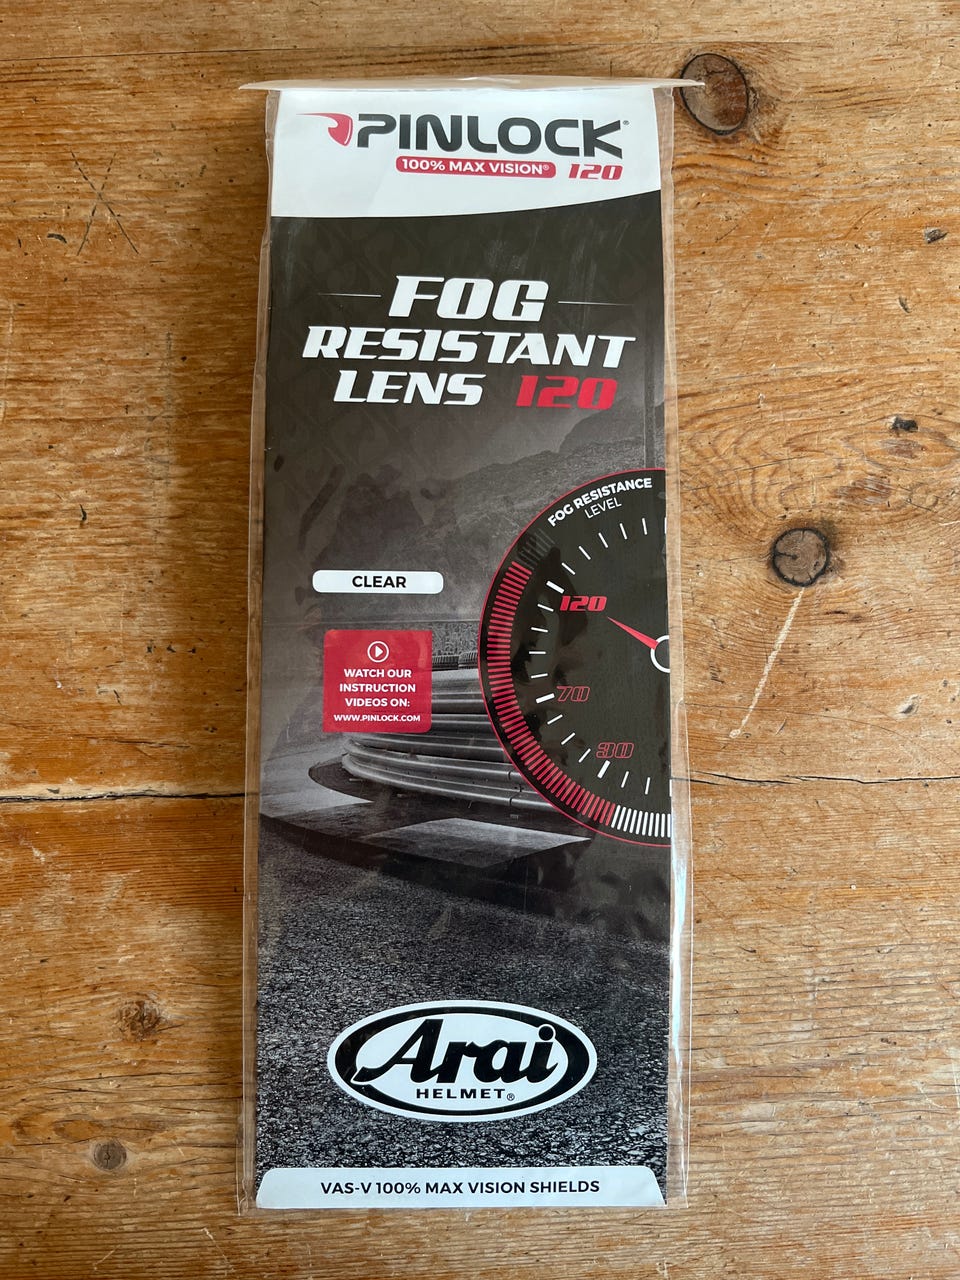 PINLOCK®
100% MAX VISION® 120
FOG
RESISTANT
LENS 120
FOG RESISTANCE
LEVEL
CLEAR
120
WATCH OUR
INSTRUCTION
VIDEOS ON:
WWW.PINLOCK.COM
70
30
Arai
HELMET®
VAS-V 100% MAX VISION SHIELDS